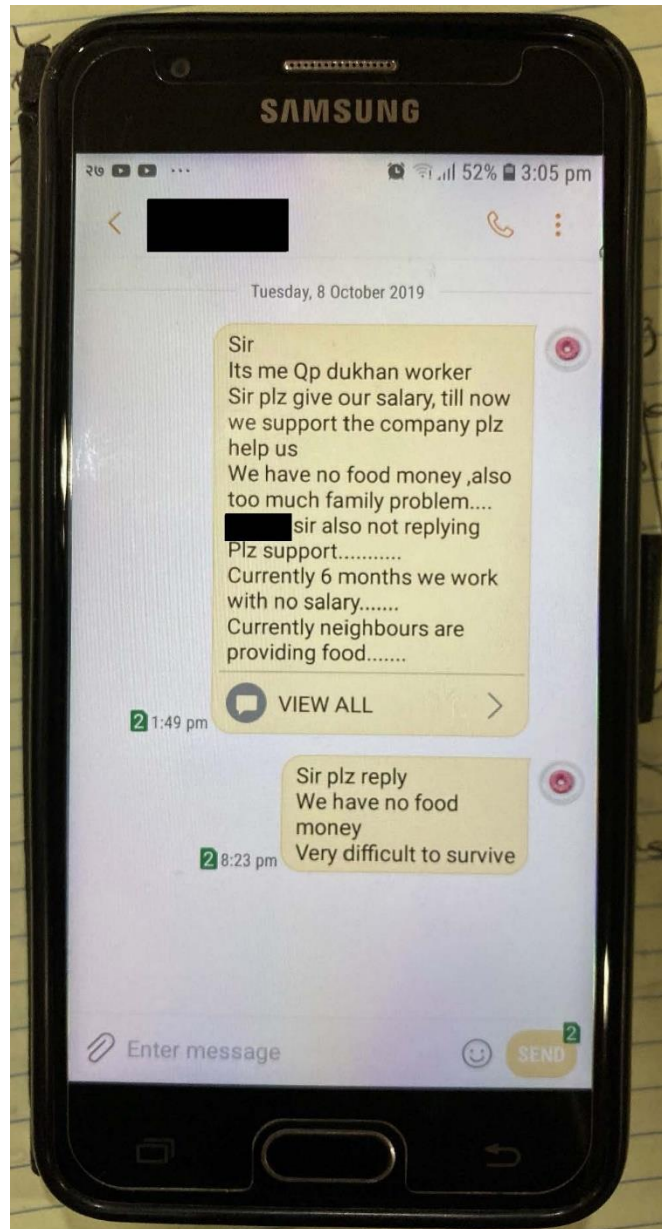 SAMSUNG
२७ ... 52% 3:05 pm
Tuesday, 8 October 2019
Sir
Its me Qp dukhan worker
Sir plz give our salary, till now
we support the company plz
help us
We have no food money ,also
too much family problem....
sir also not replying
Plz support...........
Currently 6 months we work
with no salary.......
Currently neighbours are
providing food.......
VIEW ALL
2 1:49 pm
Sir plz reply
We have no food
money
Very difficult to survive
2 8:23 pm
Enter message
SEND 2